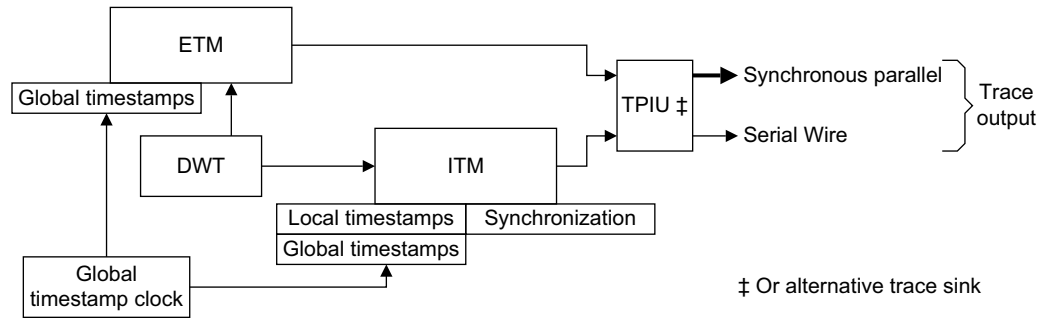 ETM
Global timestamps
TPIU ‡
Synchronous parallel
Serial Wire
Trace
output
DWT
ITM
Local timestamps
Synchronization
Global timestamps
Global
timestamp clock
‡ Or alternative trace sink